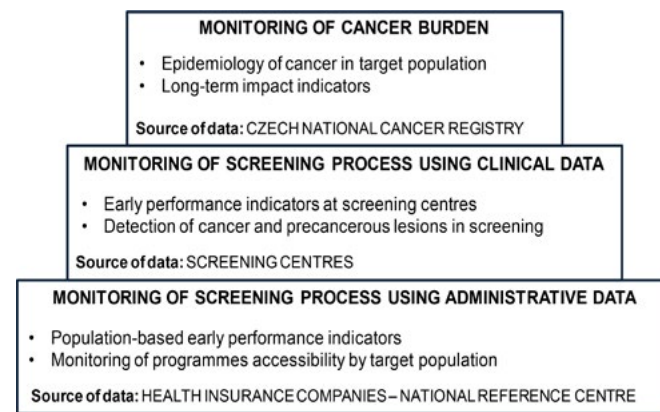 MONITORING OF CANCER BURDEN
• Epidemiology of cancer in target population
• Long-term impact indicators
Source of data: CZECH NATIONAL CANCER REGISTRY
MONITORING OF SCREENING PROCESS USING CLINICAL DATA
• Early performance indicators at screening centres
• Detection of cancer and precancerous lesions in screening
Source of data: SCREENING CENTRES
MONITORING OF SCREENING PROCESS USING ADMINISTRATIVE DATA
• Population-based early performance indicators
• Monitoring of programmes accessibility by target population
Source of data: HEALTH INSURANCE COMPANIES – NATIONAL REFERENCE CENTRE